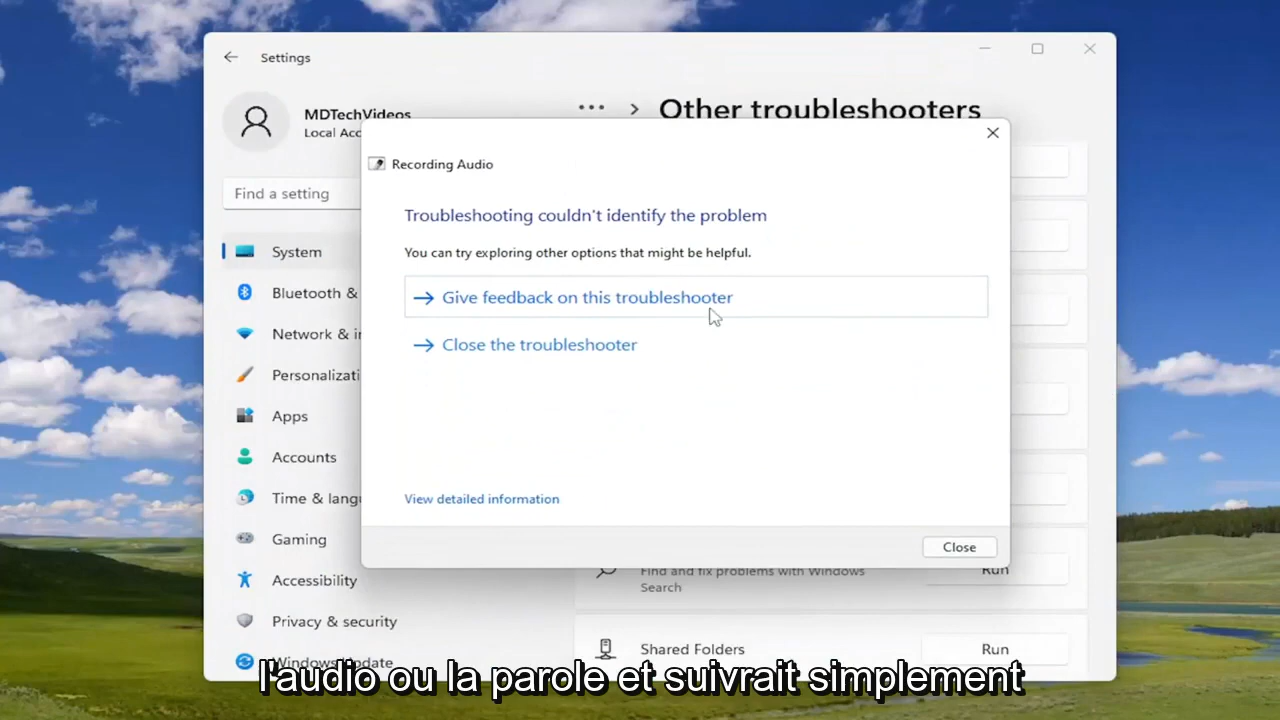 Settings
MDTechVideos
Local Acc
Find a setting
System
Bluetooth &
Network & i
Personalizati
Apps
Accounts
Time & langu
Gaming
Accessibility
Privacy & security
Windows Update
••• > Other troubleshooters
Recording Audio
Troubleshooting couldn't identify the problem
You can try exploring other options that might be helpful.
→ Give feedback on this troubleshooter
→ Close the troubleshooter
View detailed information
Close
Find and fix problems with Windows
Search
Run
Shared Folders
Run
l'audio ou la parole et suivrait simplement